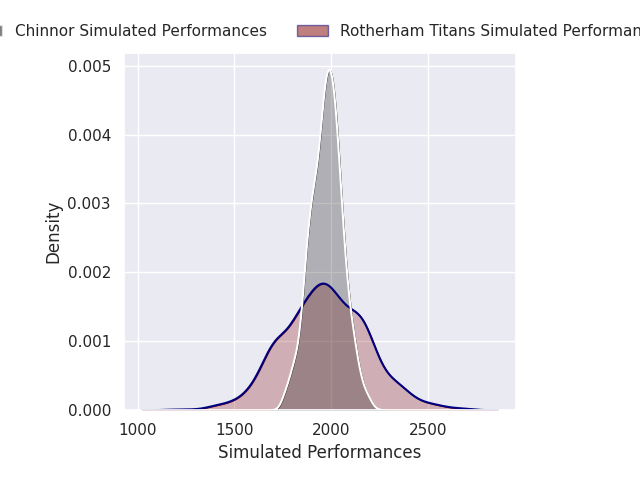 Chinnor Simulated Performances
Rotherham Titans Simulated Performan
0.005
0.004
0.003
0.002
0.001
0.000
Density
1000 1500 2000 2500
Simulated Performances